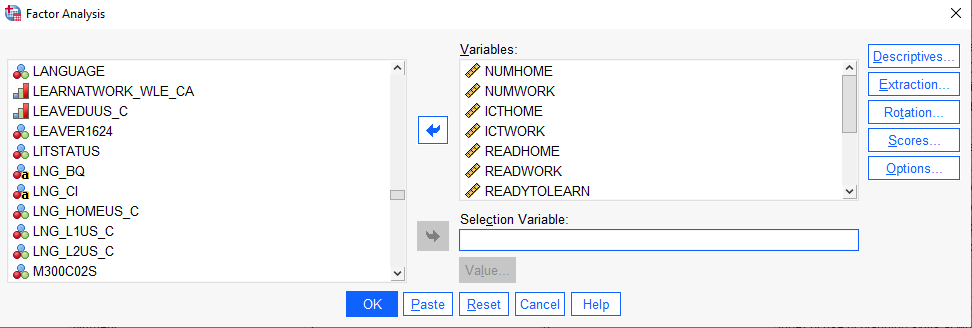 Factor Analysis
Variables:
LANGUAGE
LEARNATWORK_WLE_CA
LEAVEDUUS_C
LEAVER1624
LITSTATUS
LNG_BQ
LNG_CI
LNG_HOMEUS_C
LNG_L1US_C
LNG_L2US_C
M300C02S
NUMHOME
NUMWORK
ICTHOME
ICTWORK
READHOME
READWORK
READYTOLEARN
Selection Variable:
Value...
Descriptives...
Extraction...
Rotation...
Scores...
Options...
OK
Paste
Reset
Cancel
Help